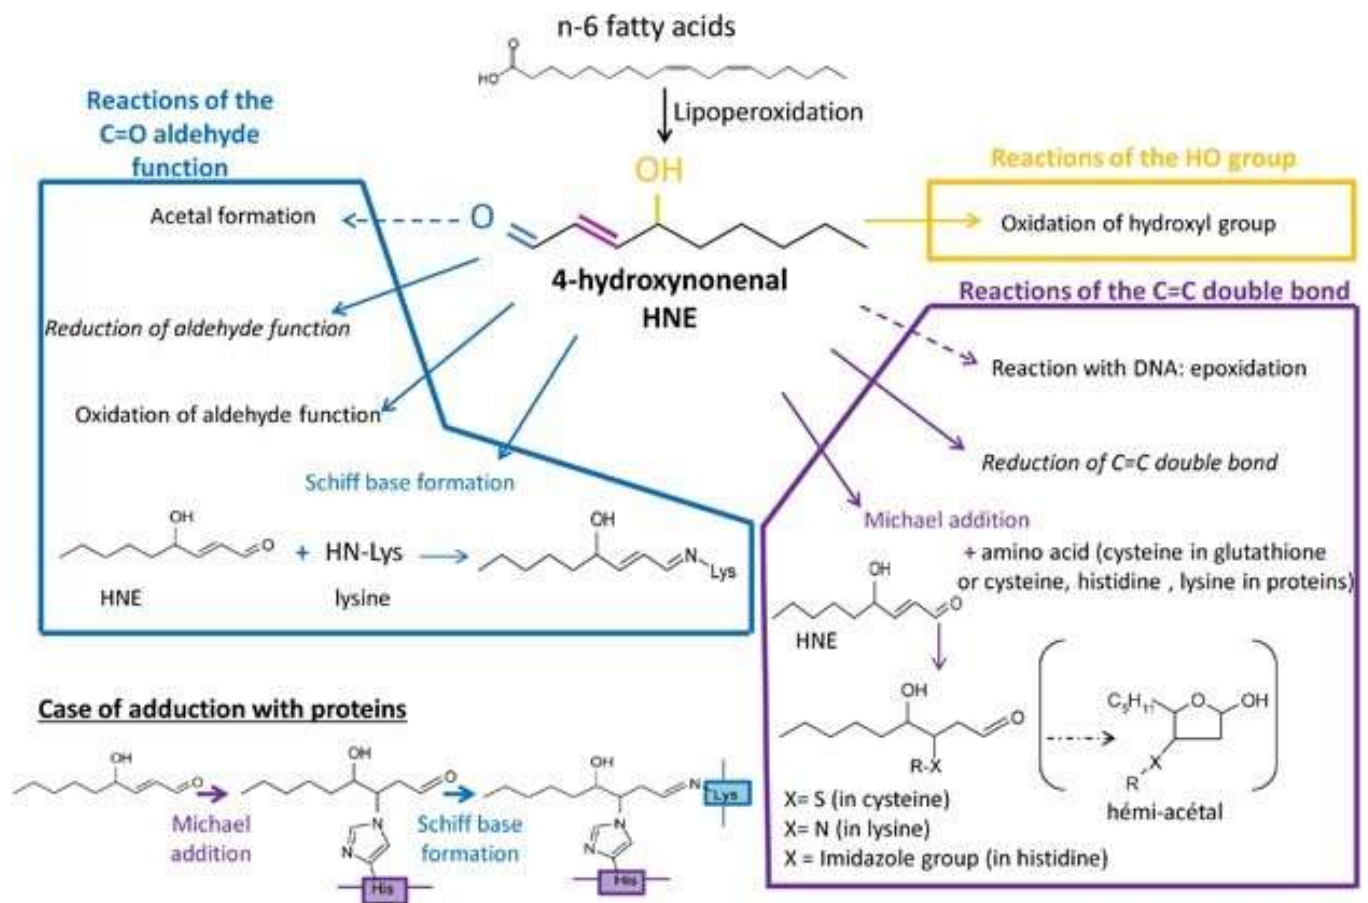 n-6 fatty acids
O
HO
Lipoperoxidation
Reactions of the
C=O aldehyde
function
Acetal formation
Reduction of aldehyde function
Oxidation of aldehyde function
Schiff base formation
OH
O
+ HN-Lys
HNE
lysine
OH
N
Lys
OH
O
4-hydroxynonenal
HNE
Reactions of the HO group
Oxidation of hydroxyl group
Reactions of the C=C double bond
Reaction with DNA: epoxidation
Reduction of C=C double bond
Michael addition
+ amino acid (cysteine in glutathione
or cysteine, histidine , lysine in proteins)
OH
O
HNE
OH
O
R-X
C5H11
O
OH
X
R
hémi-acétal
X= S (in cysteine)
X= N (in lysine)
X = Imidazole group (in histidine)
Case of adduction with proteins
OH
O
Michael
addition
OH
O
N
N
His
Schiff base
formation
OH
N
Lys
N
N
His